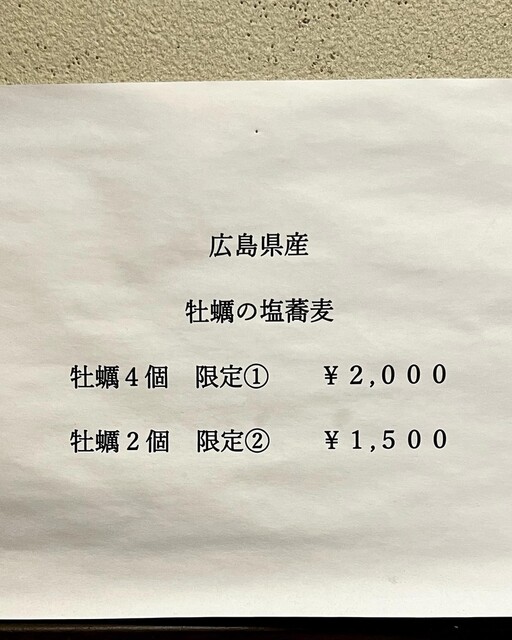 広島県産
牡蠣の塩蕎麦
牡蠣４個　限定①　　￥２,０００
牡蠣２個　限定②　　￥１,５００